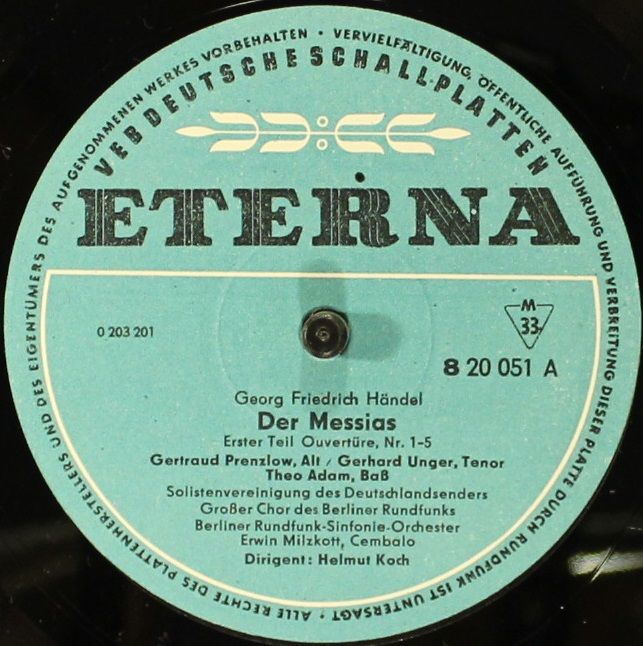 ALLE RECHTE DES PLATTENHERSTELLERS UND DES EIGENTÜMERS DES AUFGENOMMENEN WERKES VORBEHALTEN · VERVIELFÄLTIGUNG, ÖFFENTLICHE AUFFÜHRUNG UND VERBREITUNG DIESER PLATTE DURCH RUNDFUNK IST UNTERSAGT ·
VEB DEUTSCHE SCHALLPLATTEN
ETERNA
0 203 201
M
33
8 20 051 A
Georg Friedrich Händel
Der Messias
Erster Teil Ouvertüre, Nr. 1-5
Gertraud Prenzlow, Alt / Gerhard Unger, Tenor
Theo Adam, Baß
Solistenvereinigung des Deutschlandsenders
Großer Chor des Berliner Rundfunks
Berliner Rundfunk-Sinfonie-Orchester
Erwin Milzkott, Cembalo
Dirigent: Helmut Koch